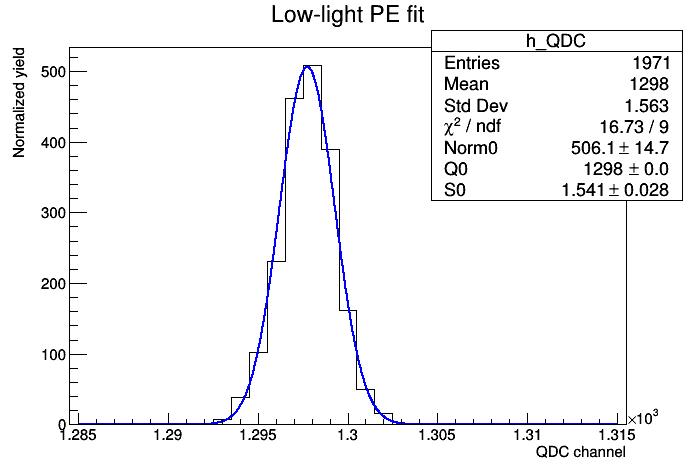 Low-light PE fit
Normalized yield
h_QDC
Entries 1971
Mean 1298
Std Dev 1.563
χ² / ndf 16.73 / 9
Norm0 506.1 ± 14.7
Q0 1298 ± 0.0
S0 1.541 ± 0.028
500
400
300
200
100
0
1.285 1.29 1.295 1.3 1.305 1.31 1.315
×10³
QDC channel